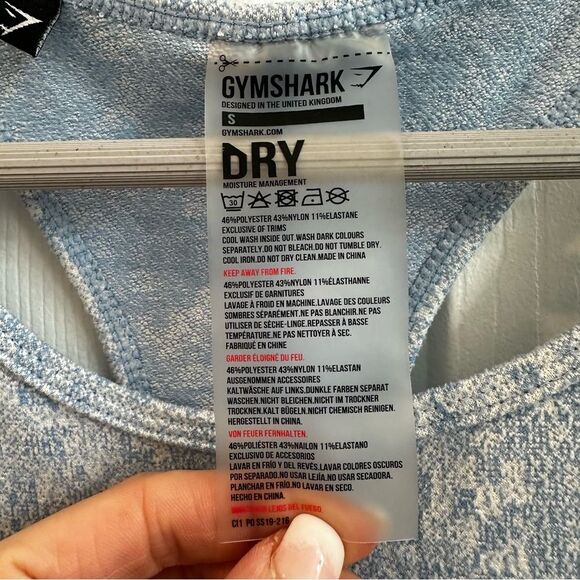 GYMSHARK
DESIGNED IN THE UNITED KINGDOM
S
GYMSHARK.COM
DRY
MOISTURE MANAGEMENT
30
46%POLYESTER 43%NYLON 11%ELASTANE
EXCLUSIVE OF TRIMS
COOL WASH INSIDE OUT.WASH DARK COLOURS
SEPARATELY.DO NOT BLEACH.DO NOT TUMBLE DRY.
COOL IRON.DO NOT DRY CLEAN.MADE IN CHINA
KEEP AWAY FROM FIRE.
46%POLYESTER 43%NYLON 11%ÉLASTHANNE
EXCLUSIF DE GARNITURES
LAVAGE A FROID EN MACHINE.LAVAGE DES COULEURS
SOMBRES SÉPARÉMENT.NE PAS BLANCHIR.NE PAS
UTILISER DE SÈCHE-LINGE.REPASSER À BASSE
TEMPÉRATURE.NE PAS NETTOYER À SEC.
FABRIQUÉ EN CHINE
GARDER ÉLOIGNÉ DU FEU.
46%POLYESTER 43%NYLON 11%ELASTAN
AUSGENOMMEN ACCESSOIRES
KALTWÄSCHE AUF LINKS.DUNKLE FARBEN SEPARAT
WASCHEN.NICHT BLEICHEN.NICHT IM TROCKNER
TROCKNEN.KALT BÜGELN.NICHT CHEMISCH REINIGEN.
HERGESTELLT IN CHINA.
VON FEUER FERNHALTEN.
46%POLIÉSTER 43%NAILON 11%ELASTANO
EXCLUSIVO DE ACCESORIOS
LAVAR EN FRÍO Y DEL REVÉS.LAVAR COLORES OSCUROS
POR SEPARADO.NO USAR LEJÍA.NO USAR SECADORA.
PLANCHAR EN FRÍO.NO LAVAR EN SECO.
HECHO EN CHINA.
LEJOS DEL FUEGO.
CI1 PO SS19-216